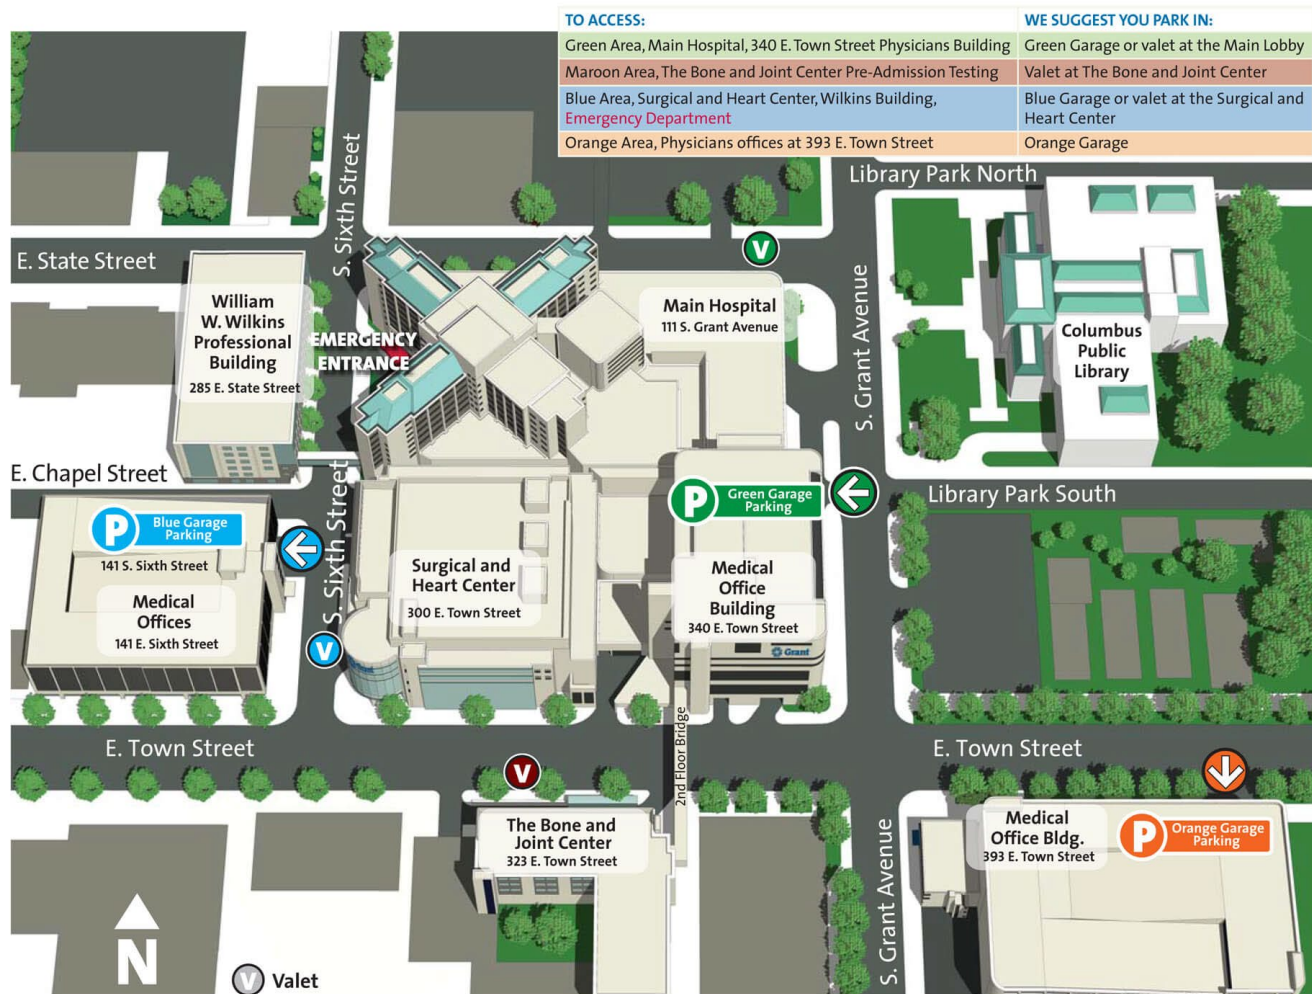 TO ACCESS:
WE SUGGEST YOU PARK IN:
Green Area, Main Hospital, 340 E. Town Street Physicians Building
Green Garage or valet at the Main Lobby
Maroon Area, The Bone and Joint Center Pre-Admission Testing
Valet at The Bone and Joint Center
Blue Area, Surgical and Heart Center, Wilkins Building,
Emergency Department
Blue Garage or valet at the Surgical and
Heart Center
Orange Area, Physicians offices at 393 E. Town Street
Orange Garage
Library Park North
S. Sixth Street
E. State Street
V
William
W. Wilkins
Professional
Building
285 E. State Street
EMERGENCY
ENTRANCE
Main Hospital
111 S. Grant Avenue
S. Grant Avenue
Columbus
Public
Library
E. Chapel Street
S. Sixth Street
P
Blue Garage
Parking
141 S. Sixth Street
Medical
Offices
141 E. Sixth Street
V
Surgical and
Heart Center
300 E. Town Street
P
Green Garage
Parking
Medical
Office
Building
340 E. Town Street
Grant
Library Park South
E. Town Street
2nd Floor Bridge
E. Town Street
V
The Bone and
Joint Center
323 E. Town Street
S. Grant Avenue
Medical
Office Bldg.
393 E. Town Street
P
Orange Garage
Parking
N
V Valet